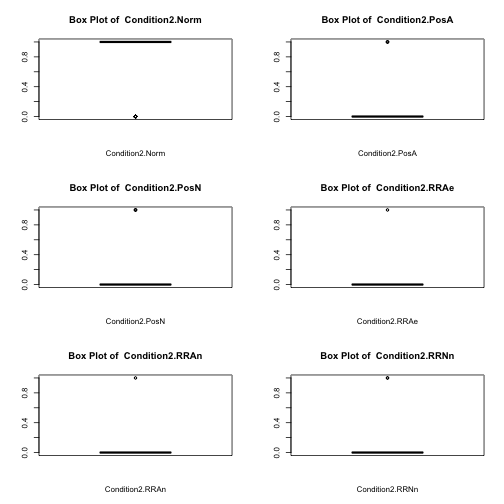 Box Plot of  Condition2.Norm
0.8
0.4
0.0
Condition2.Norm
Box Plot of  Condition2.PosA
0.8
0.4
0.0
Condition2.PosA
Box Plot of  Condition2.PosN
0.8
0.4
0.0
Condition2.PosN
Box Plot of  Condition2.RRAe
0.8
0.4
0.0
Condition2.RRAe
Box Plot of  Condition2.RRAn
0.8
0.4
0.0
Condition2.RRAn
Box Plot of  Condition2.RRNn
0.8
0.4
0.0
Condition2.RRNn